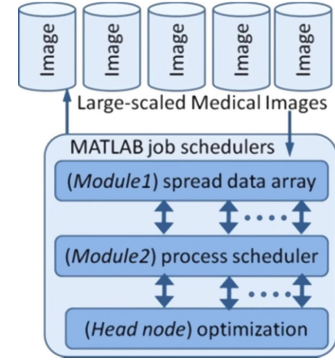 Image
Image
Image
Image
Image
Large-scaled Medical Images
MATLAB job schedulers
(Module1) spread data array
(Module2) process scheduler
(Head node) optimization